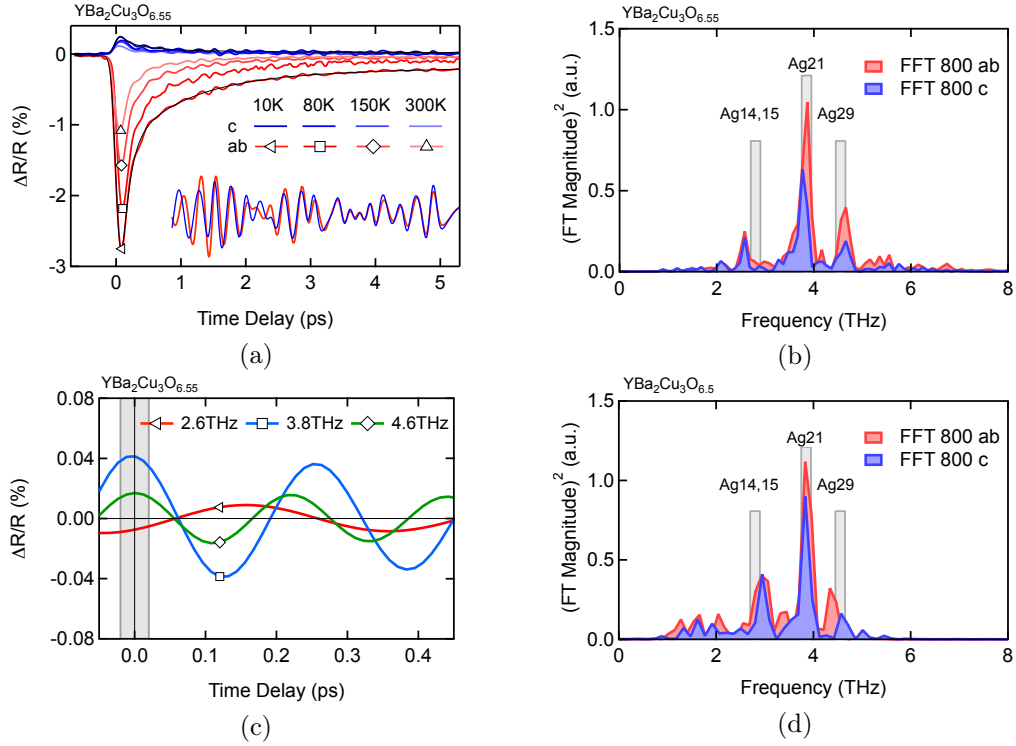 YBa2Cu3O6.55
ΔR/R (%)
0
-1
-2
-3
10K 80K 150K 300K
c
ab
0 1 2 3 4 5
Time Delay (ps)
(a)
YBa2Cu3O6.55
(FT Magnitude)² (a.u.)
1.5
1.0
0.5
0.0
Ag14,15
Ag21
Ag29
FFT 800 ab
FFT 800 c
0 2 4 6 8
Frequency (THz)
(b)
YBa2Cu3O6.55
ΔR/R (%)
0.08
0.04
0.00
-0.04
-0.08
2.6THz 3.8THz 4.6THz
0.0 0.1 0.2 0.3 0.4
Time Delay (ps)
(c)
YBa2Cu3O6.5
(FT Magnitude)² (a.u.)
1.5
1.0
0.5
0.0
Ag14,15
Ag21
Ag29
FFT 800 ab
FFT 800 c
0 2 4 6 8
Frequency (THz)
(d)